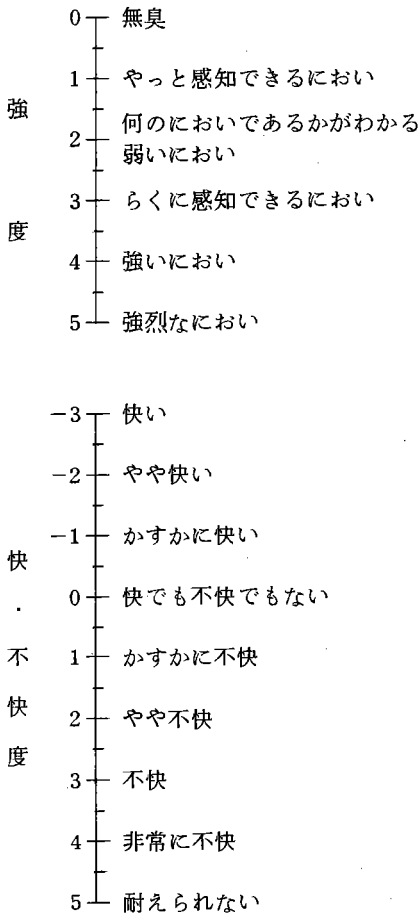 強度
0 無臭
1 やっと感知できるにおい
2 何のにおいであるかがわかる
弱いにおい
3 らくに感知できるにおい
4 強いにおい
5 強烈なにおい
快・不快度
-3 快い
-2 やや快い
-1 かすかに快い
0 快でも不快でもない
1 かすかに不快
2 やや不快
3 不快
4 非常に不快
5 耐えられない